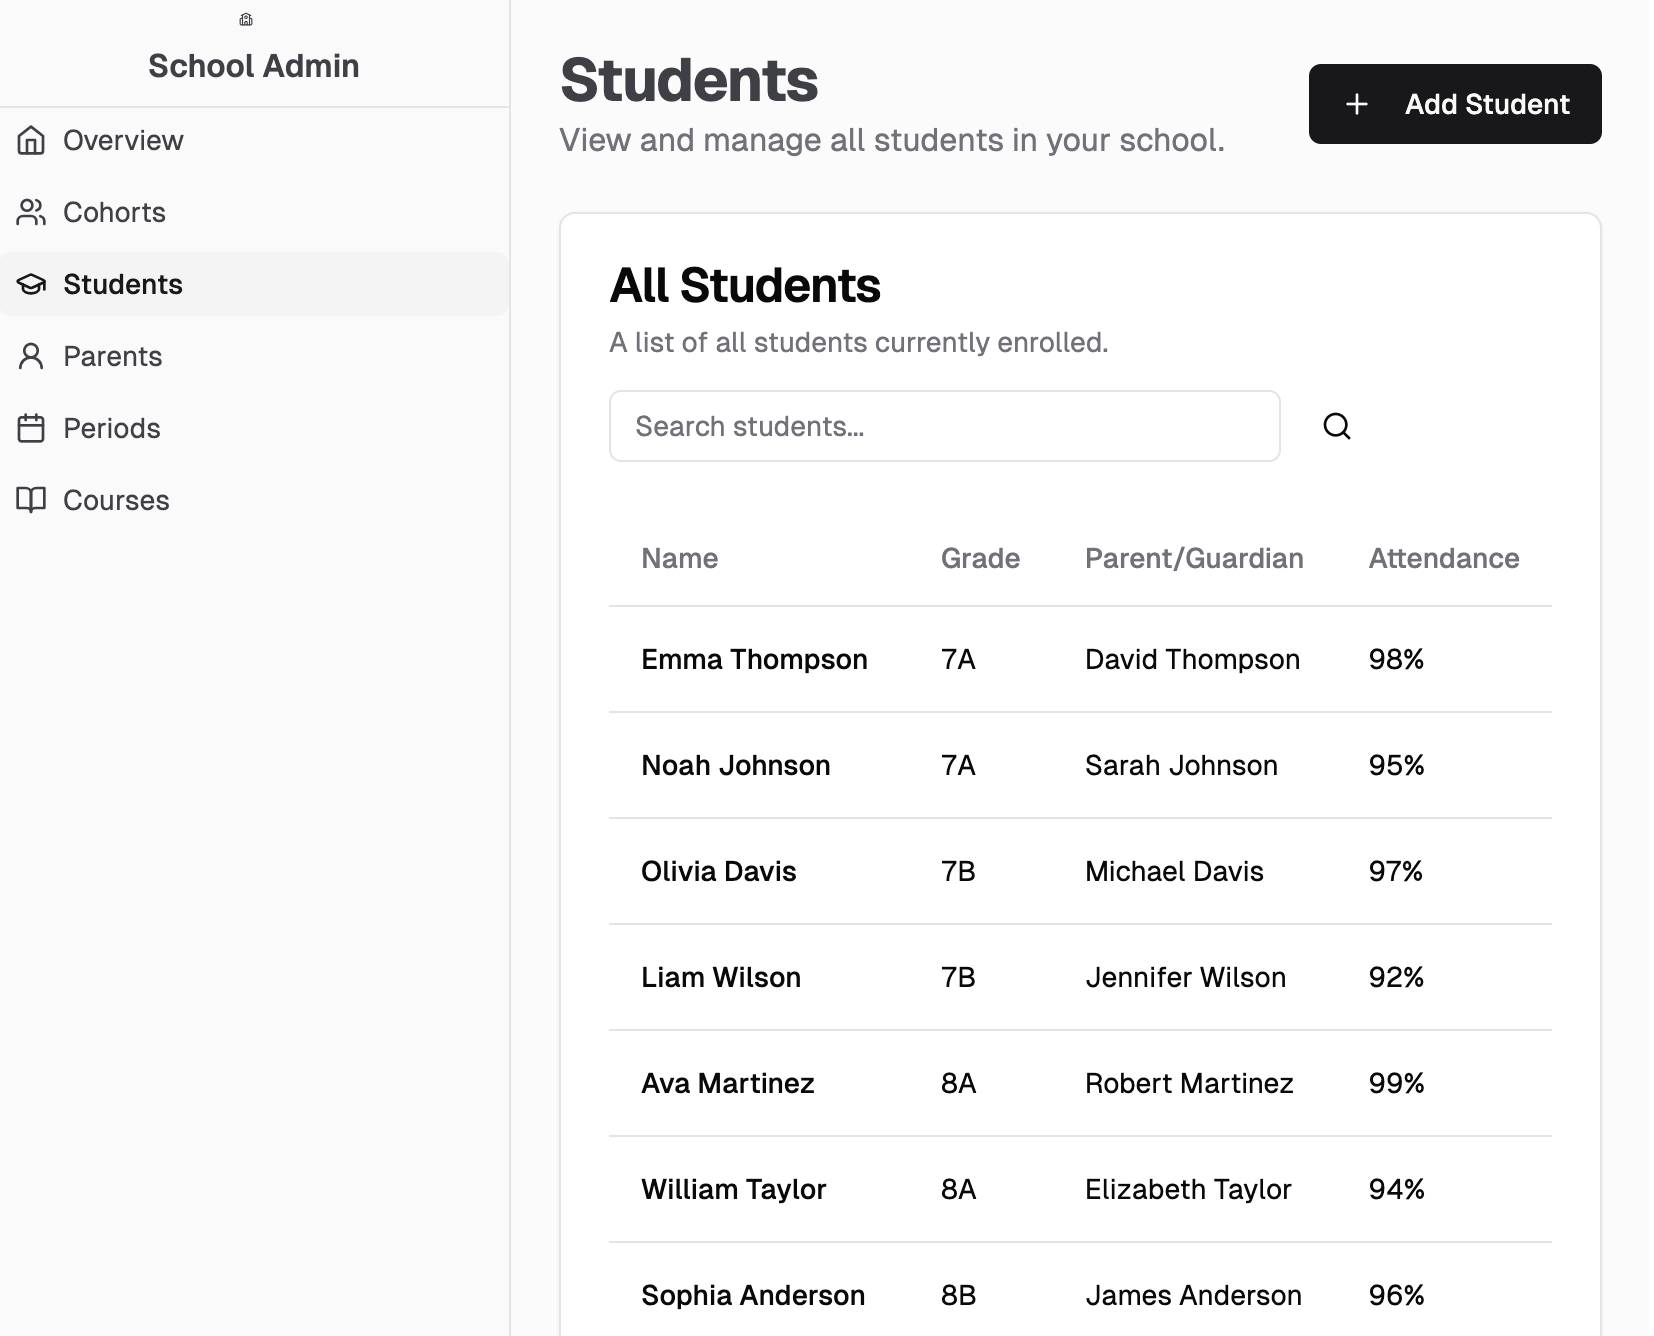 School Admin
Overview
Cohorts
Students
Parents
Periods
Courses
Students
View and manage all students in your school.
Add Student
All Students
A list of all students currently enrolled.
Search students...
Name Grade Parent/Guardian Attendance
Emma Thompson 7A David Thompson 98%
Noah Johnson 7A Sarah Johnson 95%
Olivia Davis 7B Michael Davis 97%
Liam Wilson 7B Jennifer Wilson 92%
Ava Martinez 8A Robert Martinez 99%
William Taylor 8A Elizabeth Taylor 94%
Sophia Anderson 8B James Anderson 96%